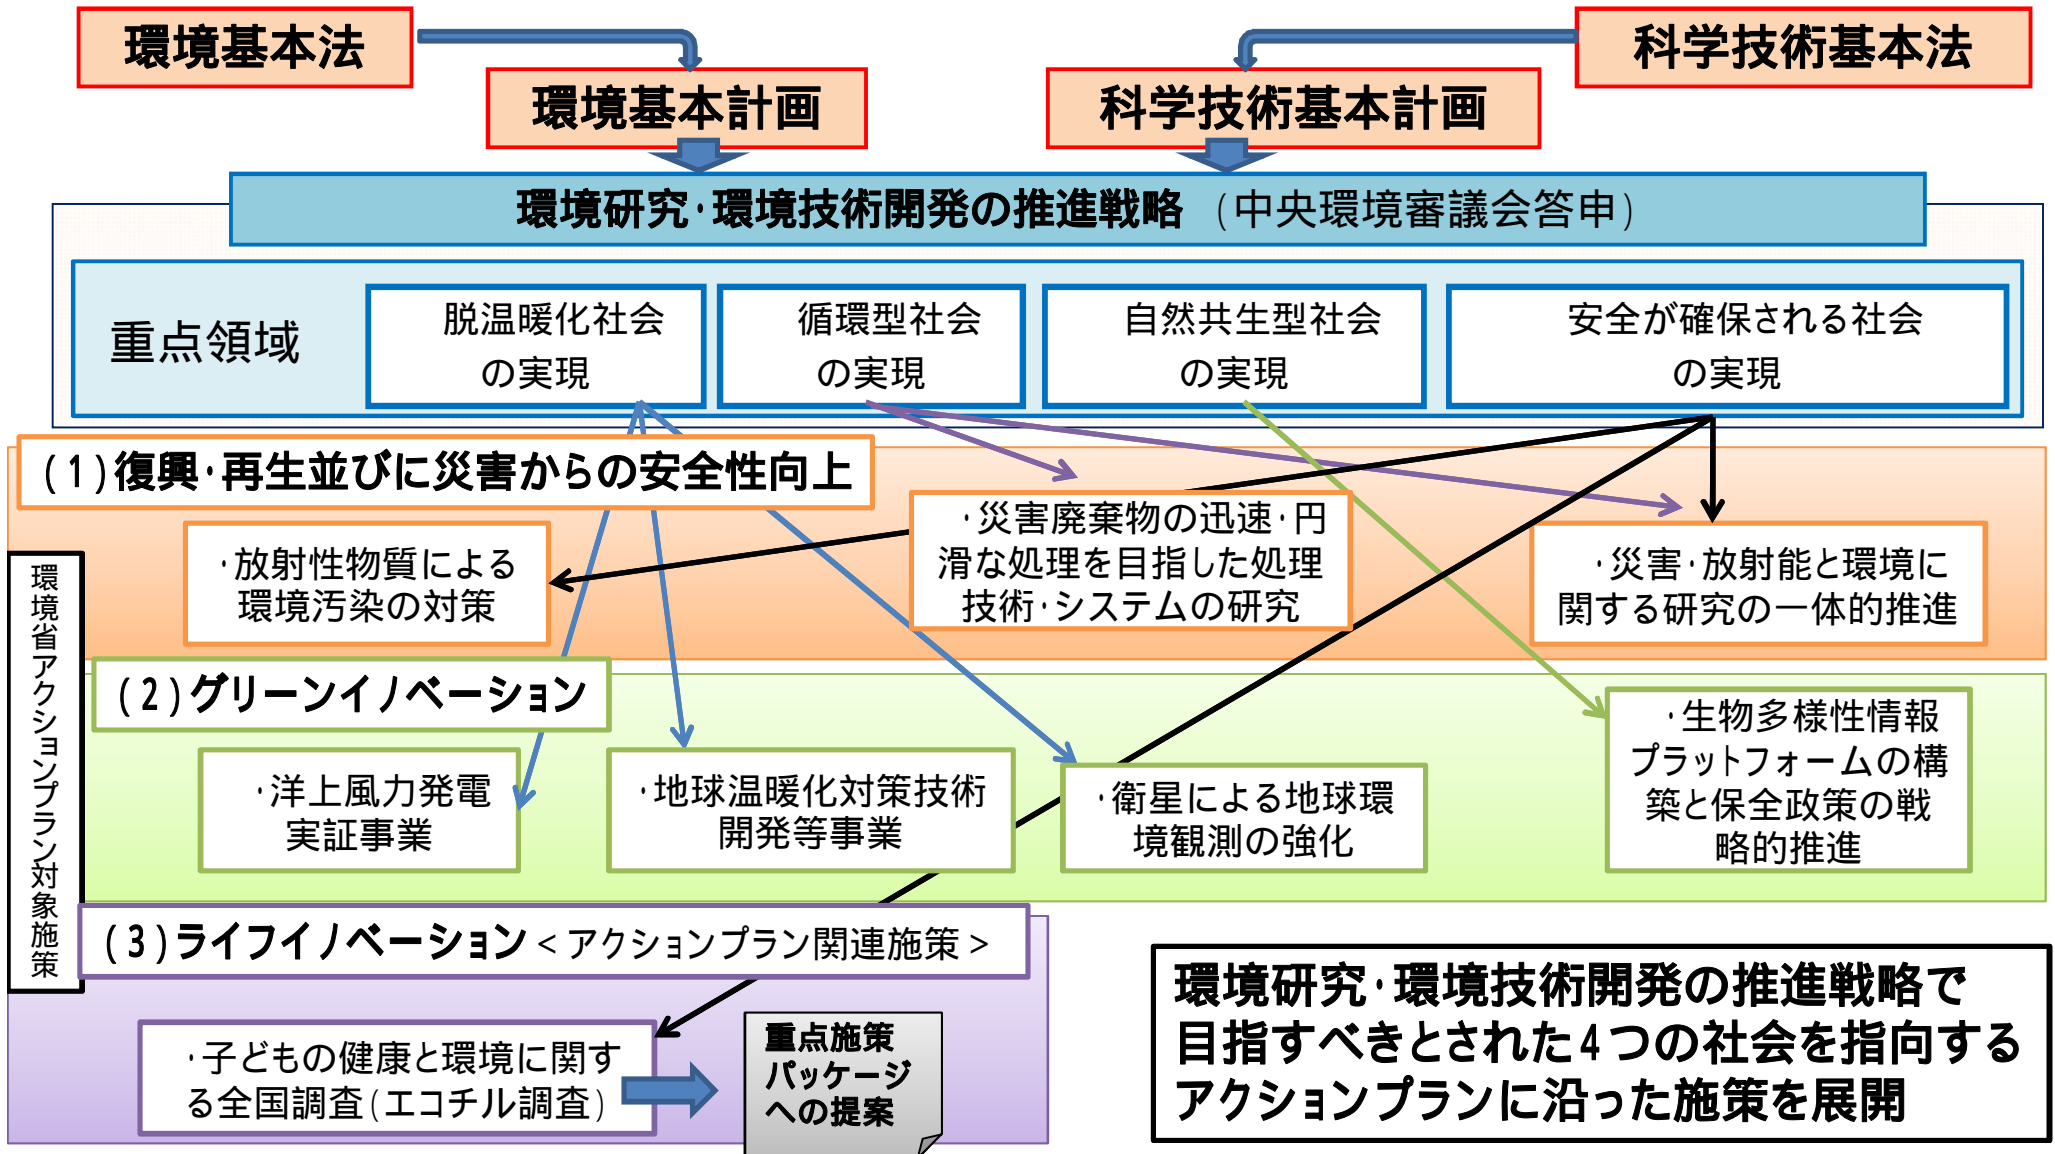 環境基本法
科学技術基本法
環境基本計画
科学技術基本計画
環境研究・環境技術開発の推進戦略 (中央環境審議会答申)
重点領域
脱温暖化社会
の実現
循環型社会
の実現
自然共生型社会
の実現
安全が確保される社会
の実現
(1)復興・再生並びに災害からの安全性向上
・放射性物質による
環境汚染の対策
・災害廃棄物の迅速・円
滑な処理を目指した処理
技術・システムの研究
・災害・放射能と環境に
関する研究の一体的推進
環境省アクションプラン対象施策
(2)グリーンイノベーション
・洋上風力発電
実証事業
・地球温暖化対策技術
開発等事業
・衛星による地球環
境観測の強化
・生物多様性情報
プラットフォームの構
築と保全政策の戦
略的推進
(3)ライフイノベーション<アクションプラン関連施策>
・子どもの健康と環境に関す
る全国調査(エコチル調査)
重点施策
パッケージ
への提案
環境研究・環境技術開発の推進戦略で
目指すべきとされた4つの社会を指向する
アクションプランに沿った施策を展開